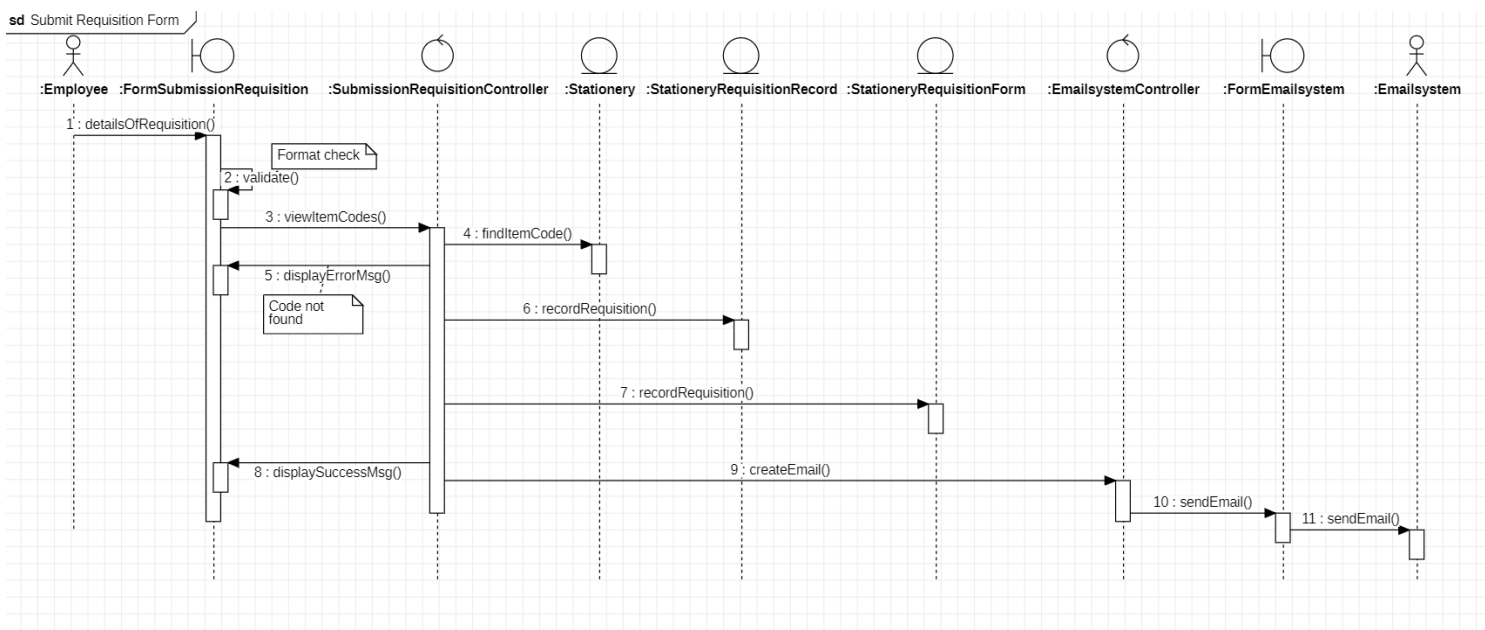 sd Submit Requisition Form
:Employee :FormSubmissionRequisition :SubmissionRequisitionController :Stationery :StationeryRequisitionRecord :StationeryRequisitionForm :EmailsystemController :FormEmailsystem :Emailsystem
1 : detailsOfRequisition()
Format check
2 : validate()
3 : viewItemCodes()
4 : findItemCode()
5 : displayErrorMsg()
Code not
found
6 : recordRequisition()
7 : recordRequisition()
8 : displaySuccessMsg()
9 : createEmail()
10 : sendEmail()
11 : sendEmail()